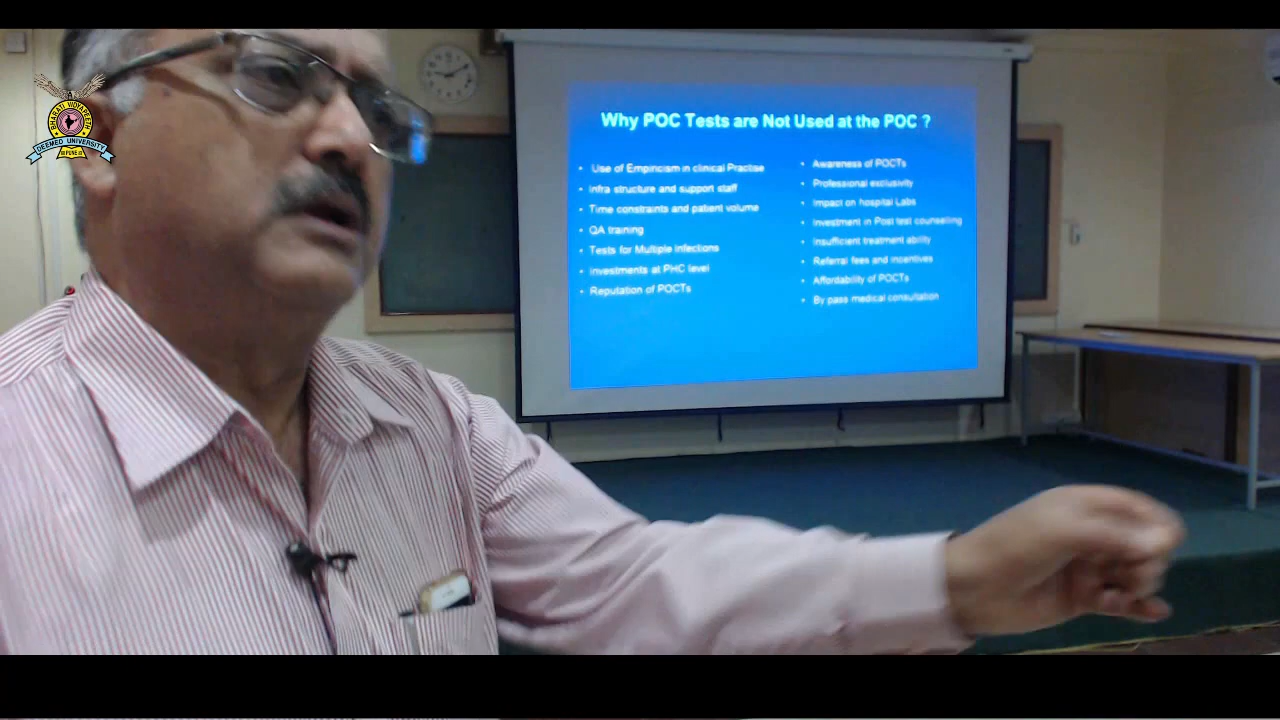 BHARATI VIDYAPEETH
DEEMED UNIVERSITY
Why POC Tests are Not Used at the POC ?
• Use of Empiricism in clinical Practise
• infra structure and support staff
• Time constraints and patient volume
• QA training
• Tests for Multiple infections
• investments at PHC level
• Reputation of POCTs
• Awareness of POCTs
• Professional exclusivity
• Impact on hospital Labs
• Investment in Post test counseling
• Insufficient treatment ability
• Referral fees and incentives
• Affordability of POCTs
• By pass medical consultation